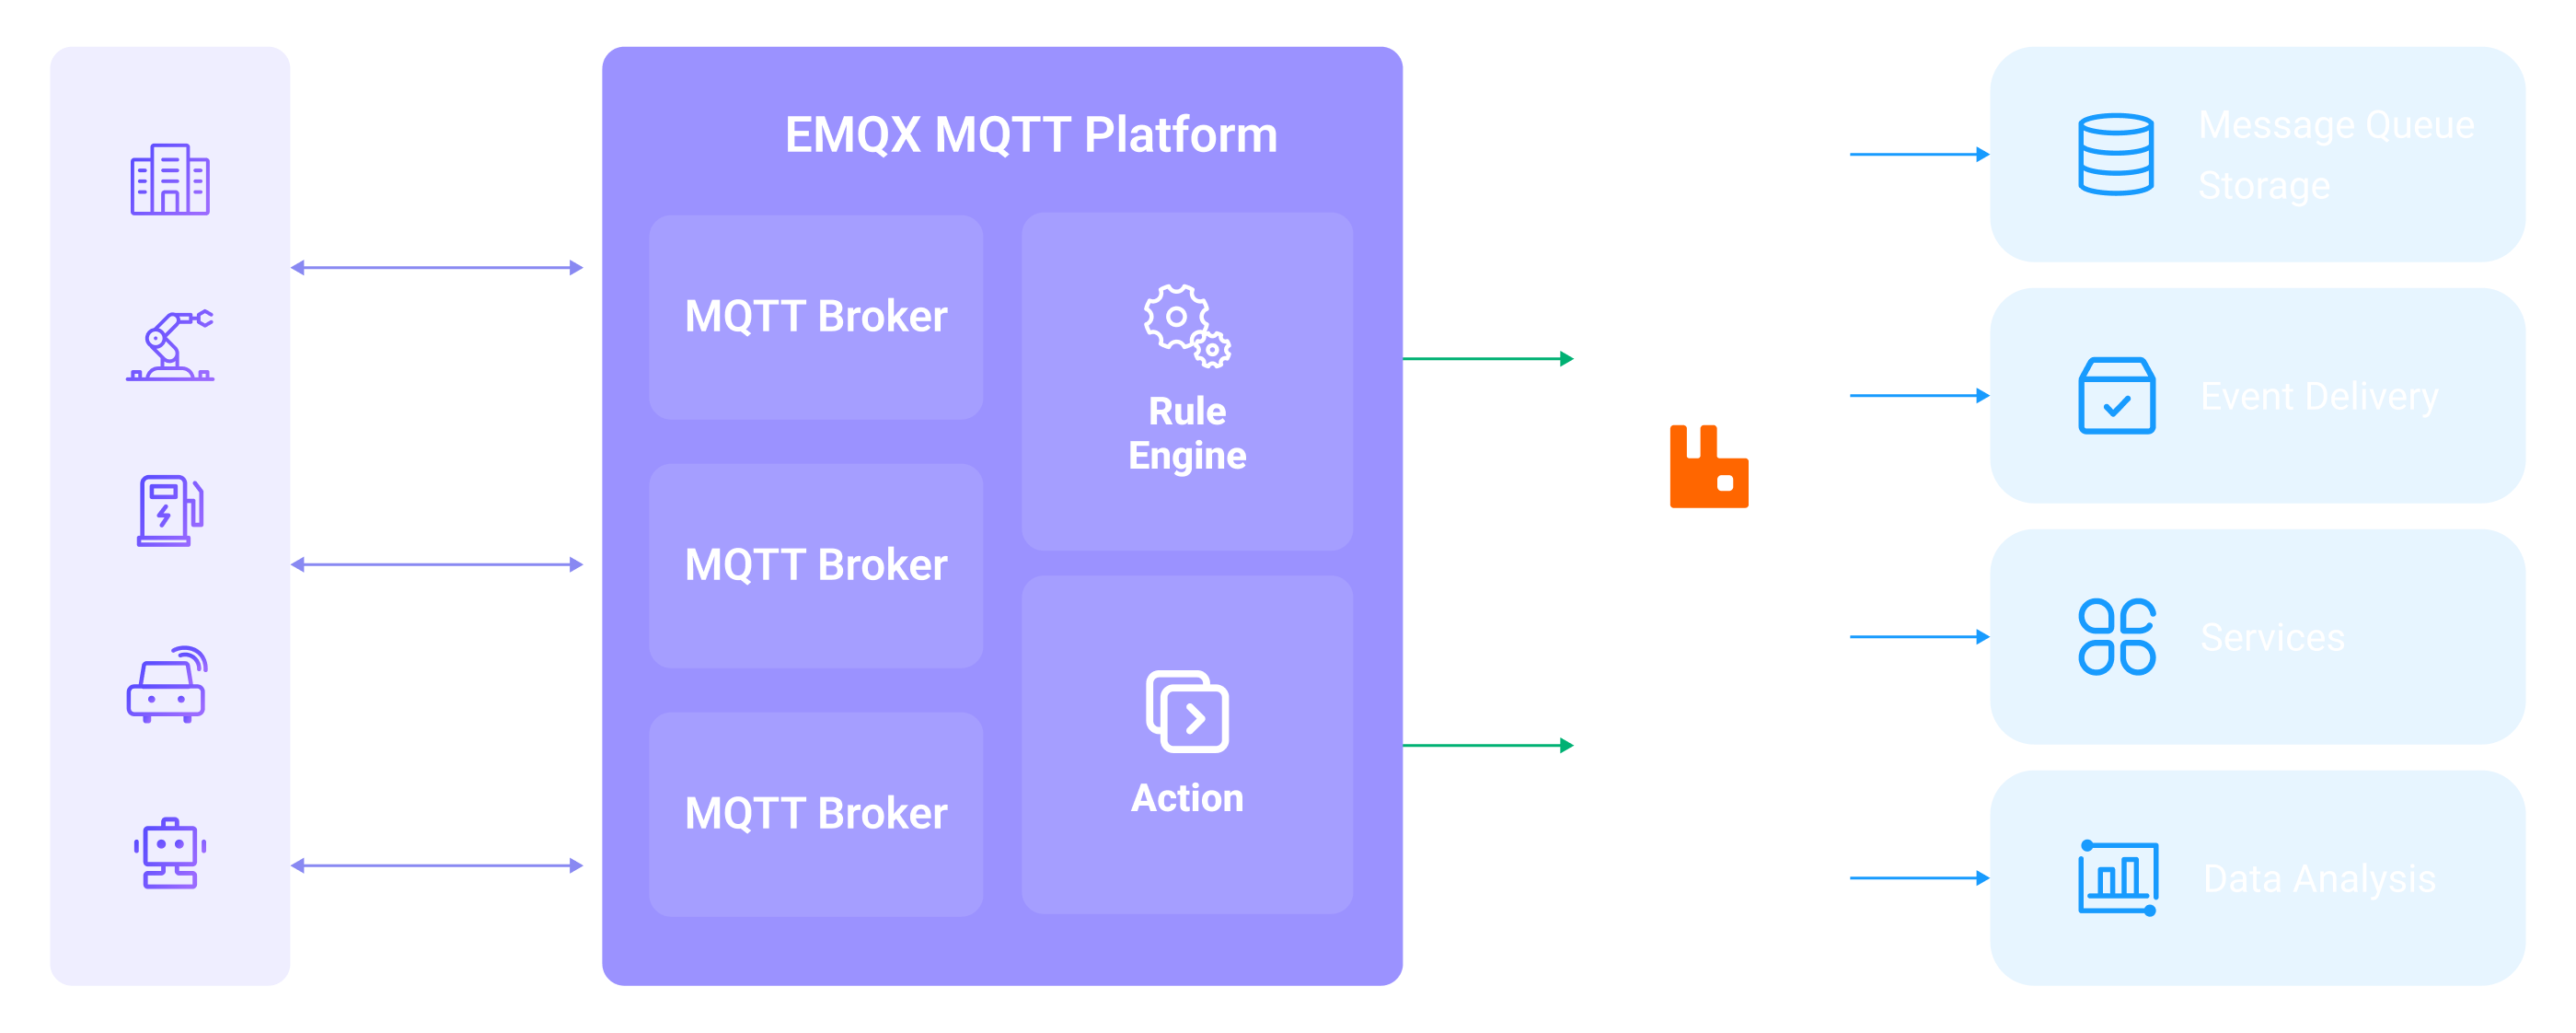 EMQX MQTT Platform
MQTT Broker
MQTT Broker
MQTT Broker
Rule
Engine
Action
Message Queue
Storage
Event Delivery
Services
Data Analysis